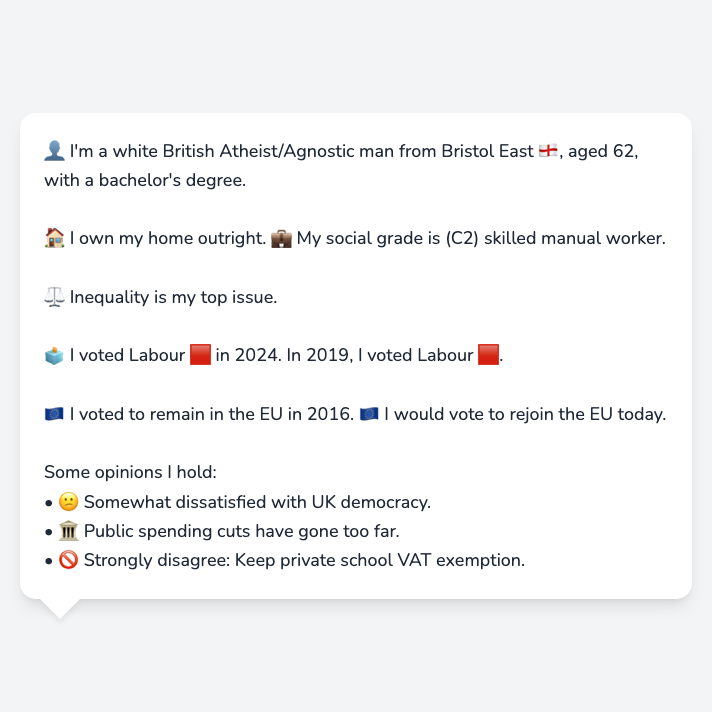 👤 I'm a white British Atheist/Agnostic man from Bristol East 🏴󠁧󠁢󠁥󠁮󠁧󠁿, aged 62,
with a bachelor's degree.
🏠 I own my home outright. 💼 My social grade is (C2) skilled manual worker.
⚖️ Inequality is my top issue.
🗳️ I voted Labour 🟥 in 2024. In 2019, I voted Labour 🟥.
🇪🇺 I voted to remain in the EU in 2016. 🇪🇺 I would vote to rejoin the EU today.
Some opinions I hold:
• 🙁 Somewhat dissatisfied with UK democracy.
• 🏛️ Public spending cuts have gone too far.
• 🚫 Strongly disagree: Keep private school VAT exemption.